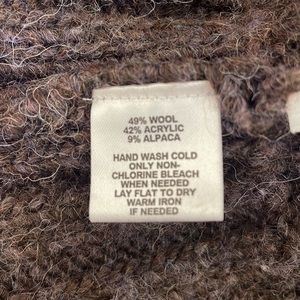 49% WOOL
42% ACRYLIC
9% ALPACA
HAND WASH COLD
ONLY NON-
CHLORINE BLEACH
WHEN NEEDED
LAY FLAT TO DRY
WARM IRON
IF NEEDED